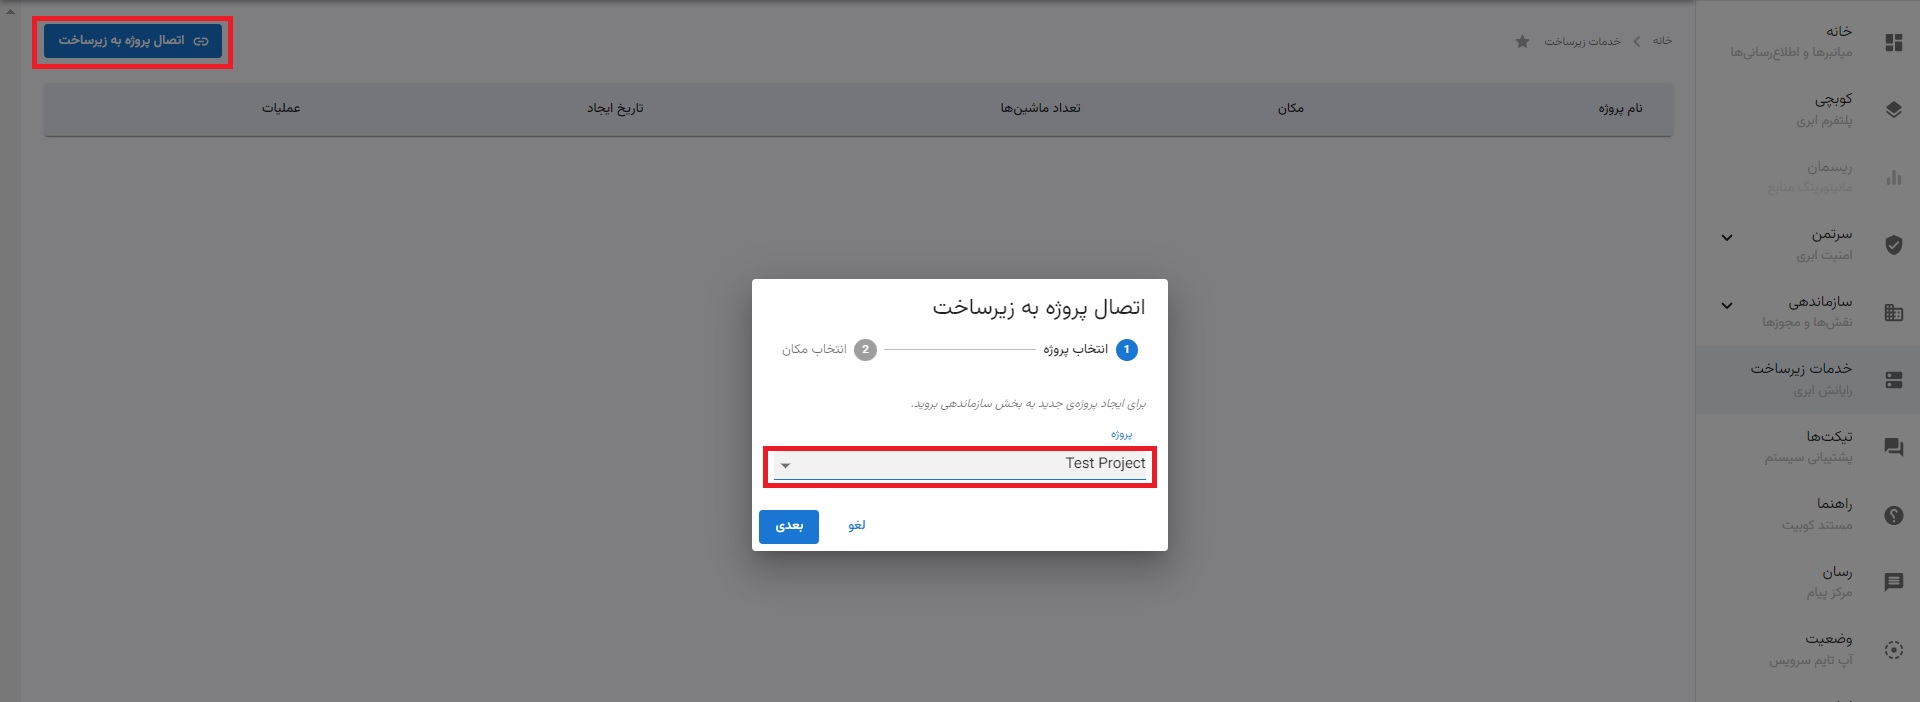 اتصال پروژه به زیرساخت
خانه
خدمات زیرساخت
نام پروژه
مکان
تعداد ماشین‌ها
تاریخ ایجاد
عملیات
خانه
میانبرها و اطلاع‌رسانی‌ها
کوبچی
پلتفرم ابری
ریسمان
مانیتورینگ منابع
سرتمن
امنیت ابری
سازماندهی
نقش‌ها و مجوزها
خدمات زیرساخت
رایانش ابری
تیکت‌ها
پشتیبانی سیستم
راهنما
مستند کوبیت
رسان
مرکز پیام
وضعیت
آپ تایم سرویس
اتصال پروژه به زیرساخت
1 انتخاب پروژه
2 انتخاب مکان
برای ایجاد پروژه‌ی جدید به بخش سازماندهی بروید.
پروژه
Test Project
لغو
بعدی